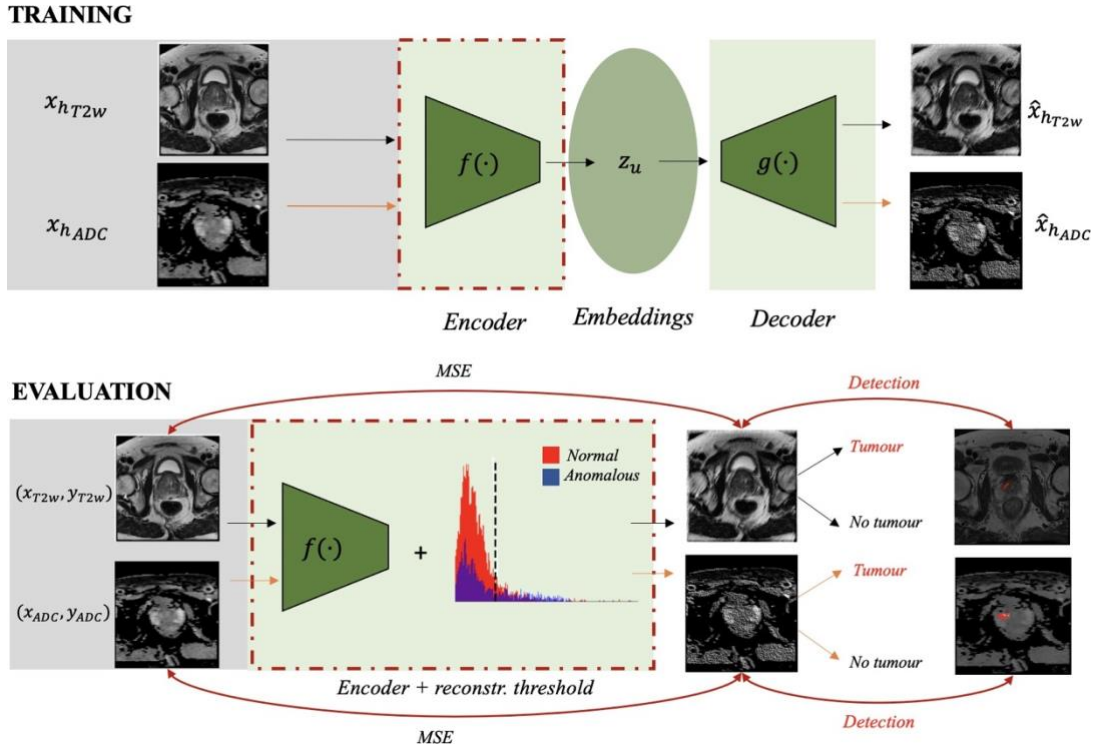 TRAINING
x_{h_{T2w}}
f(·)
z_u
g(·)
x̂_{h_{T2w}}
x_{h_{ADC}}
x̂_{h_{ADC}}
Encoder
Embeddings
Decoder
EVALUATION
MSE
Detection
Normal
Anomalous
Tumour
(x_{T2w}, y_{T2w})
No tumour
f(·)
+
Tumour
(x_{ADC}, y_{ADC})
No tumour
Encoder + reconstr. threshold
MSE
Detection